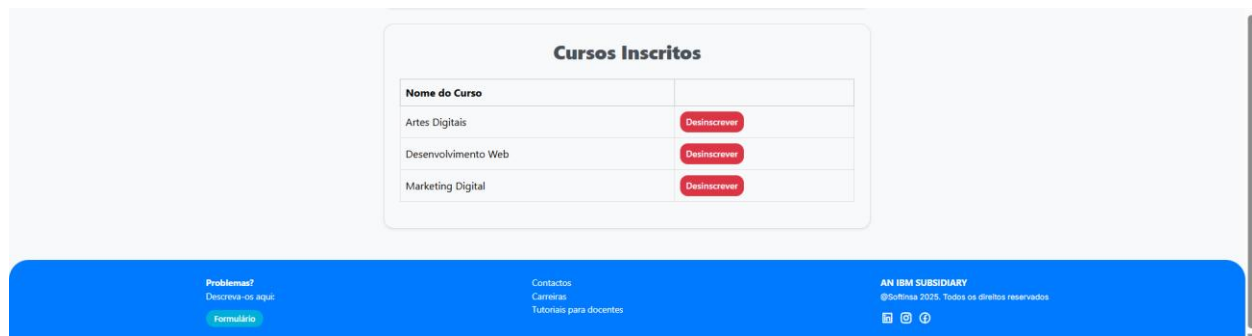 Cursos Inscritos
Nome do Curso
Artes Digitais Desinscrever
Desenvolvimento Web Desinscrever
Marketing Digital Desinscrever
Problemas?
Descreva-os aqui:
Formulário
Contactos
Carreiras
Tutoriais para docentes
AN IBM SUBSIDIARY
@Softinsa 2025. Todos os direitos reservados